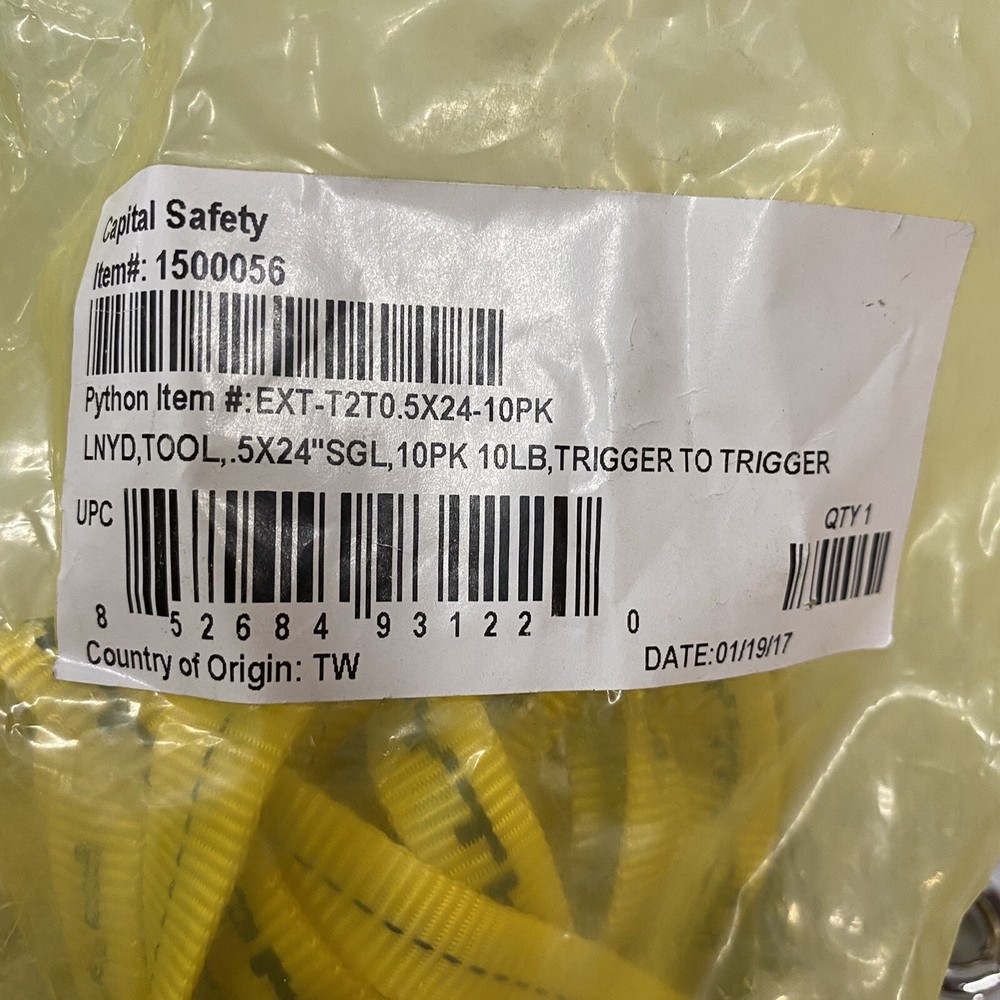 Capital Safety
Item#: 1500056
Python Item #:EXT-T2T0.5X24-10PK
LNYD,TOOL,.5X24"SGL,10PK 10LB,TRIGGER TO TRIGGER
UPC
QTY 1
8 52684 93122 0
Country of Origin: TW
DATE:01/19/17